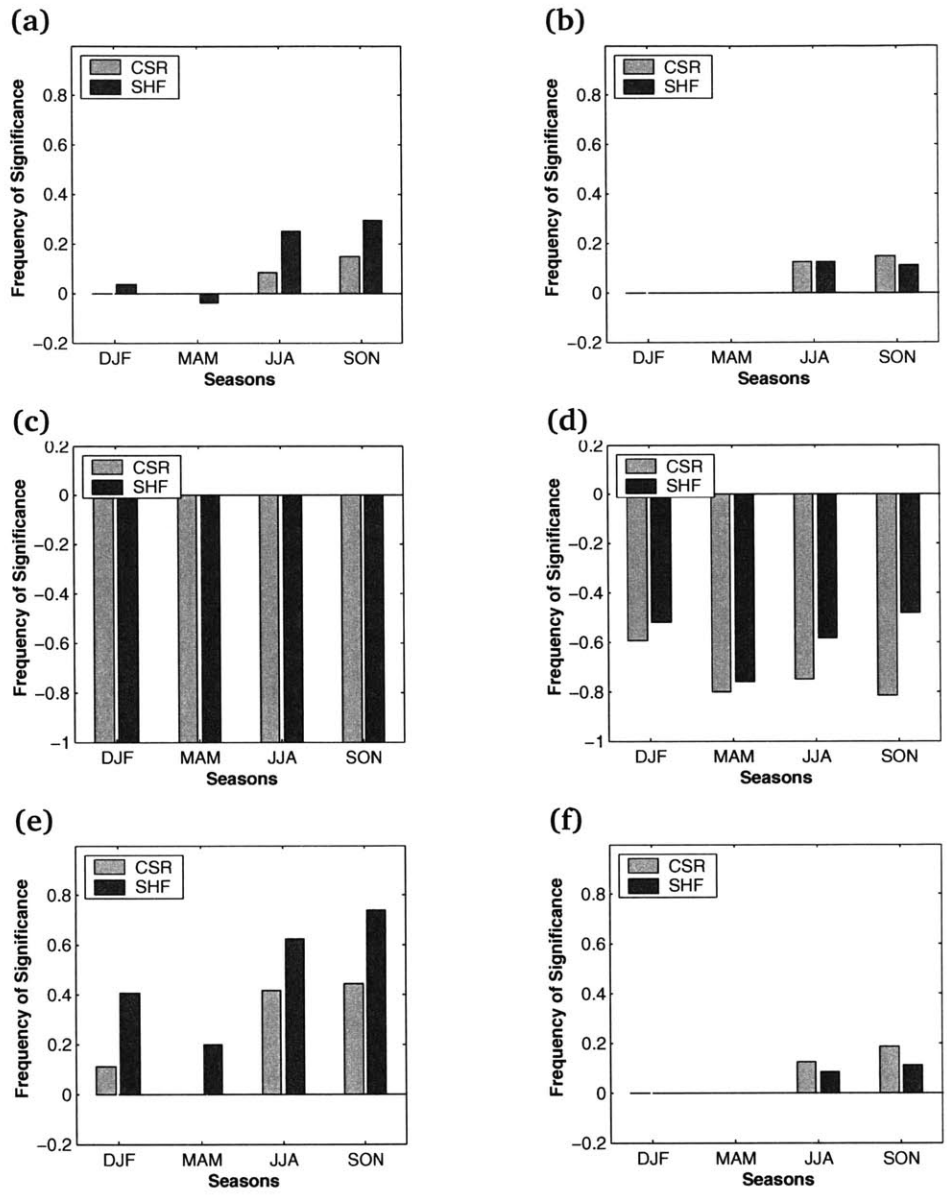 (a)
CSR
SHF
0.8
0.6
0.4
0.2
0
−0.2
Frequency of Significance
DJF MAM JJA SON
Seasons
(b)
CSR
SHF
0.8
0.6
0.4
0.2
0
−0.2
Frequency of Significance
DJF MAM JJA SON
Seasons
(c)
0.2
CSR
SHF
0
−0.2
−0.4
−0.6
−0.8
−1
Frequency of Significance
DJF MAM JJA SON
Seasons
(d)
0.2
CSR
SHF
0
−0.2
−0.4
−0.6
−0.8
−1
Frequency of Significance
DJF MAM JJA SON
Seasons
(e)
CSR
SHF
0.8
0.6
0.4
0.2
0
−0.2
Frequency of Significance
DJF MAM JJA SON
Seasons
(f)
CSR
SHF
0.8
0.6
0.4
0.2
0
−0.2
Frequency of Significance
DJF MAM JJA SON
Seasons